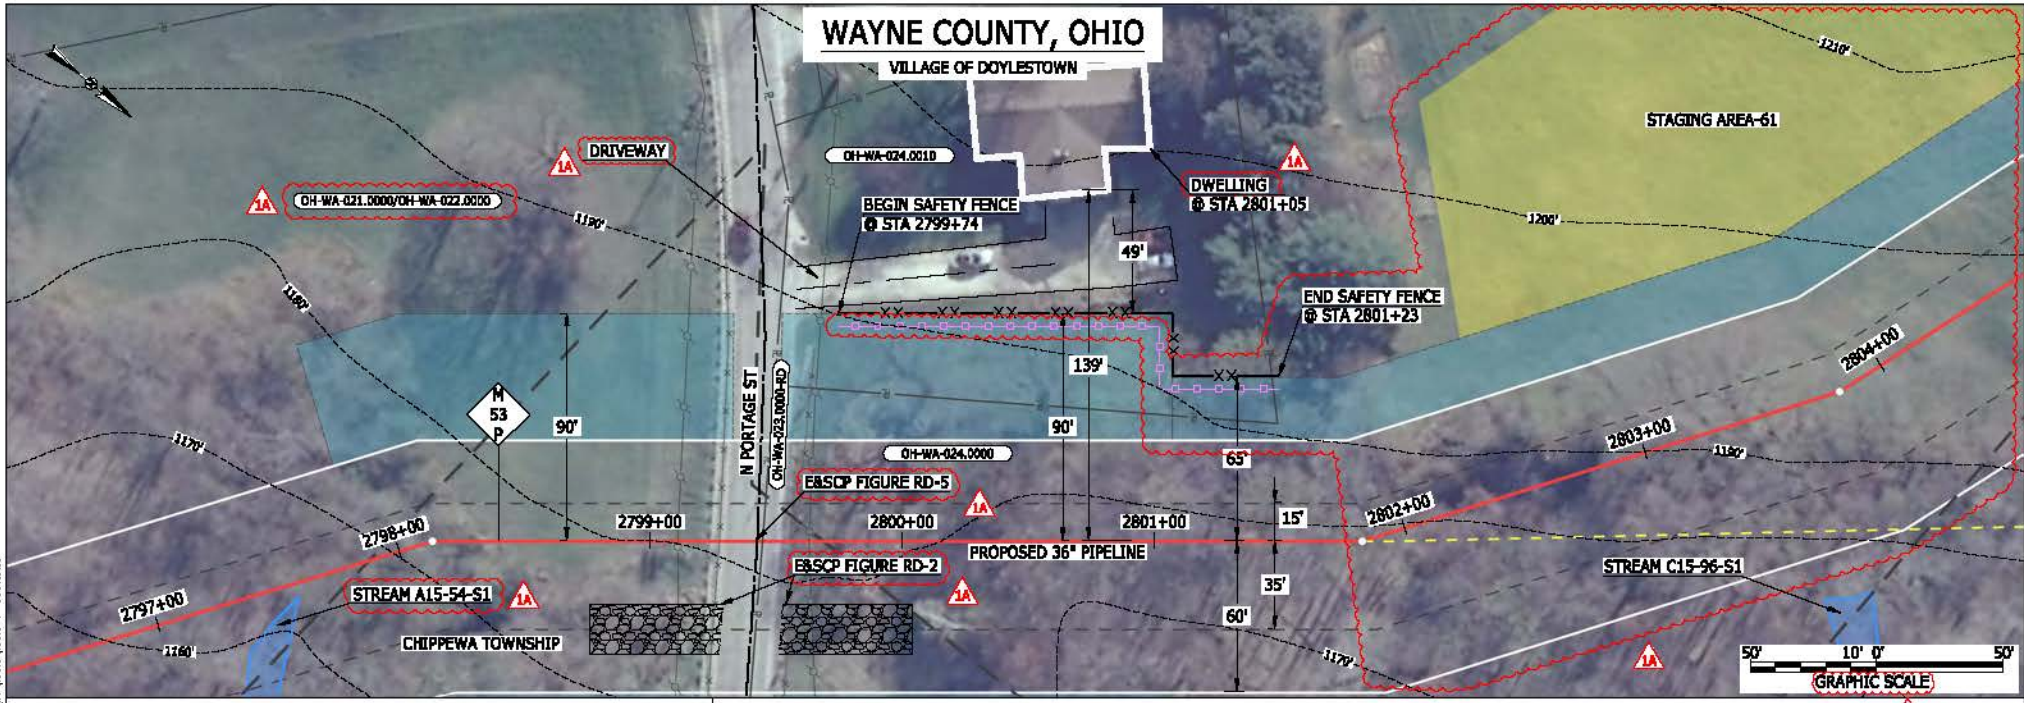 WAYNE COUNTY, OHIO
VILLAGE OF DOYLESTOWN
1210'
STAGING AREA-61
DRIVEWAY
1A
OH-WA-024.0010
1A
1A
OH-WA-021.0000/OH-WA-022.0000
DWELLING
@ STA 2801+05
BEGIN SAFETY FENCE
@ STA 2799+74
1190'
1200'
49'
1180'
END SAFETY FENCE
@ STA 2801+23
139'
2804+00
M
53
P
90'
N PORTAGE ST
OH-WA-023.0000-RD
90'
1170'
2803+00
1190'
OH-WA-024.0000
65'
E&SCP FIGURE RD-5
1A
2798+00
2799+00
2800+00
2801+00
15'
2802+00
PROPOSED 36" PIPELINE
E&SCP FIGURE RD-2
1A
STREAM C15-96-S1
STREAM A15-54-S1
1A
35'
2797+00
60'
CHIPPEWA TOWNSHIP
1160'
1170'
1A
50' 10' 0' 50'
GRAPHIC SCALE